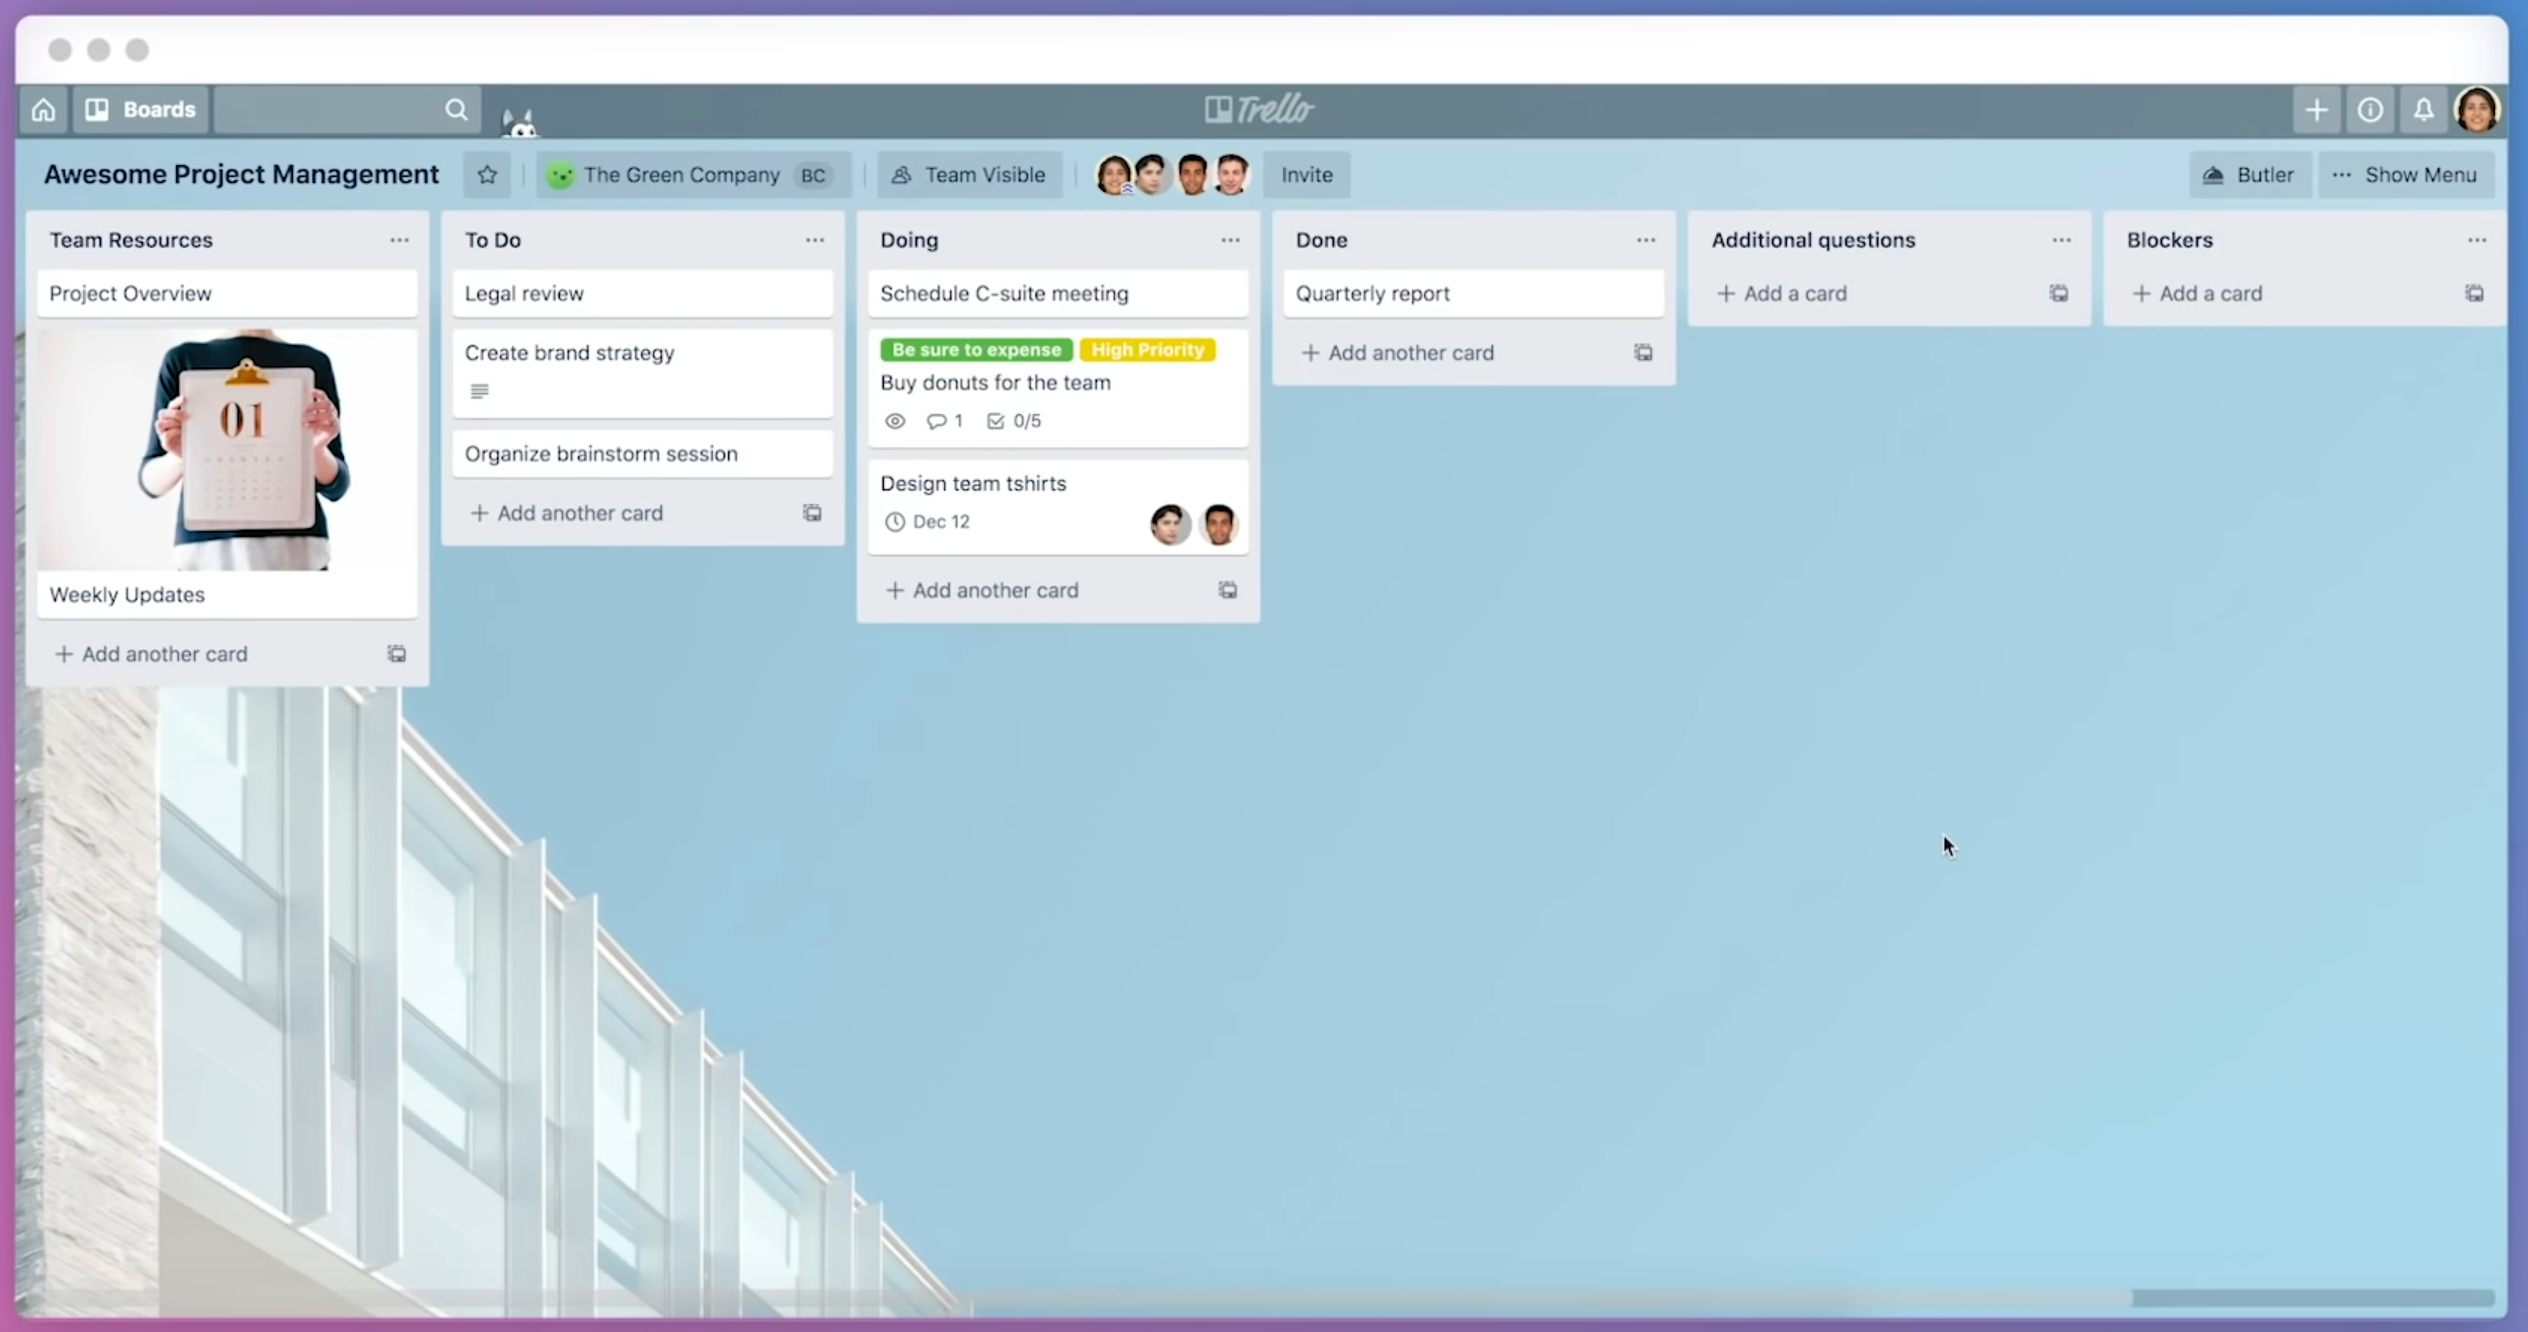 Boards
Trello
Awesome Project Management
The Green Company BC
Team Visible
Invite
Butler
Show Menu
Team Resources
Project Overview
01
Weekly Updates
Add another card
To Do
Legal review
Create brand strategy
Organize brainstorm session
Add another card
Doing
Schedule C-suite meeting
Be sure to expense High Priority
Buy donuts for the team
1 0/5
Design team tshirts
Dec 12
Add another card
Done
Quarterly report
Add another card
Additional questions
Add a card
Blockers
Add a card